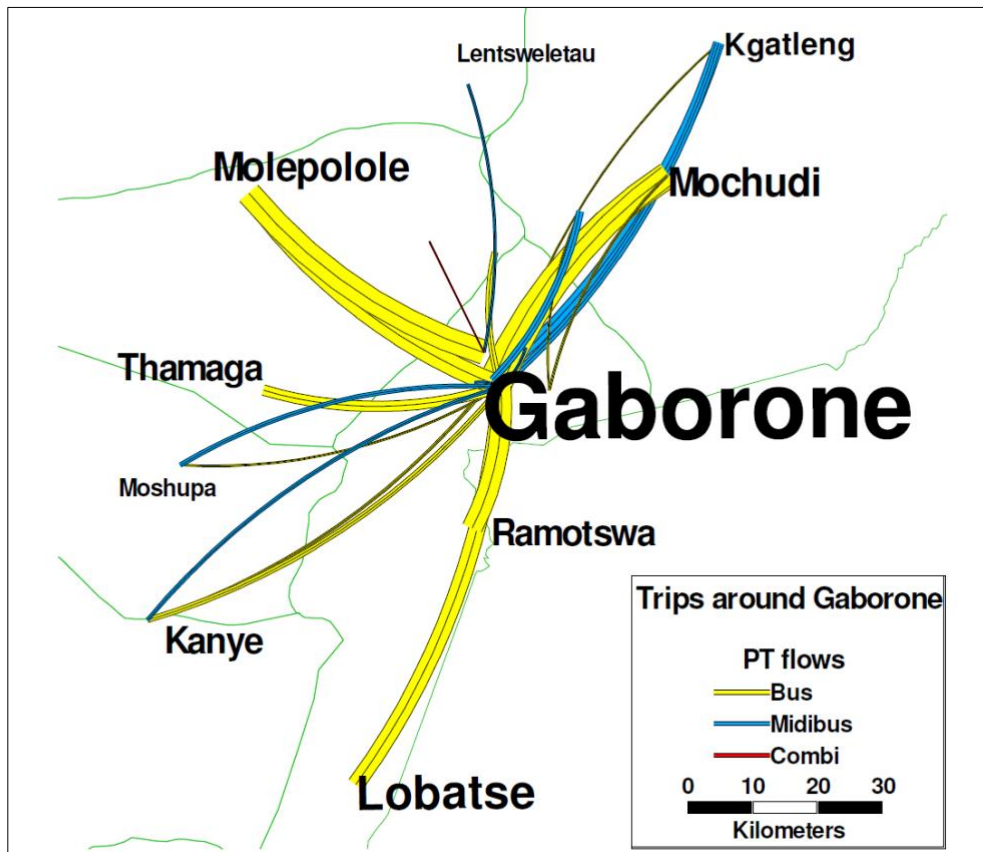 Kgatleng
Lentsweletau
Molepolole
Mochudi
Thamaga
Gaborone
Moshupa
Ramotswa
Kanye
Lobatse
Trips around Gaborone
PT flows
Bus
Midibus
Combi
0 10 20 30
Kilometers